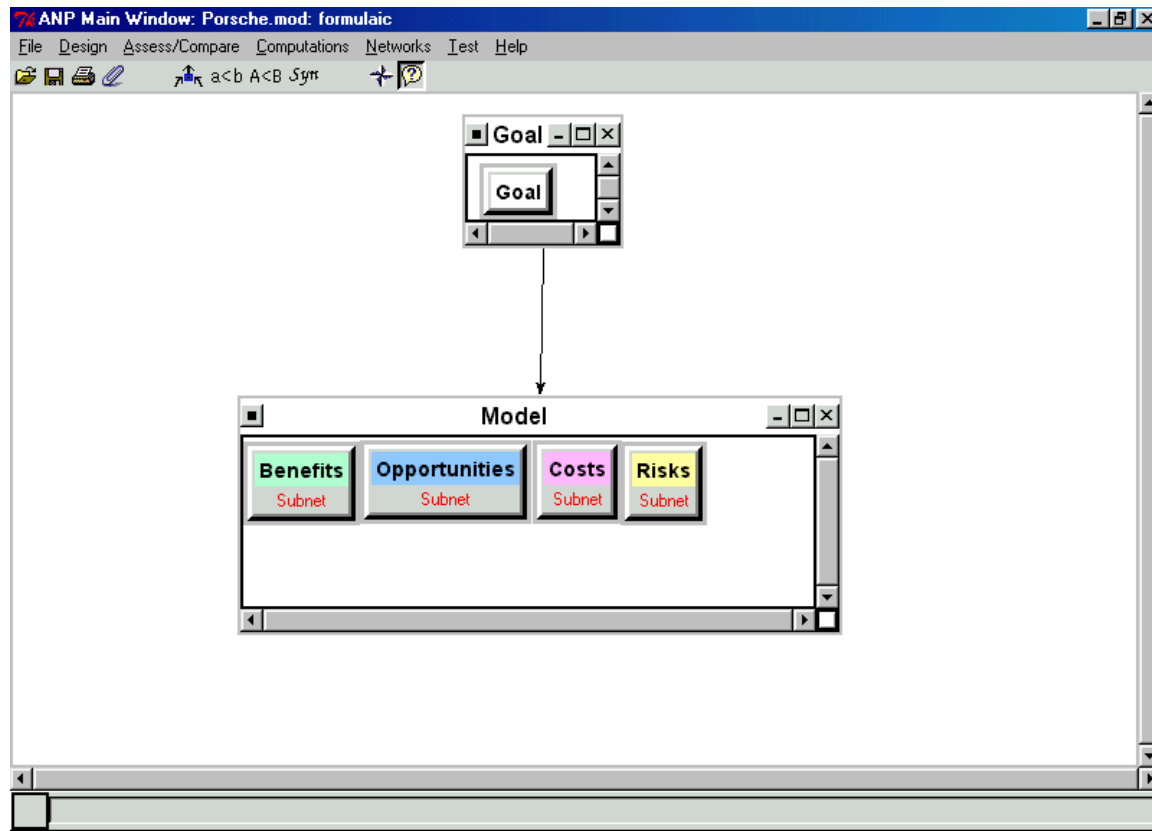 ANP Main Window: Porsche.mod: formulaic
File Design Assess/Compare Computations Networks Test Help
a<b A<B Syn
Goal
Goal
Model
Benefits Opportunities Costs Risks
Subnet Subnet Subnet Subnet